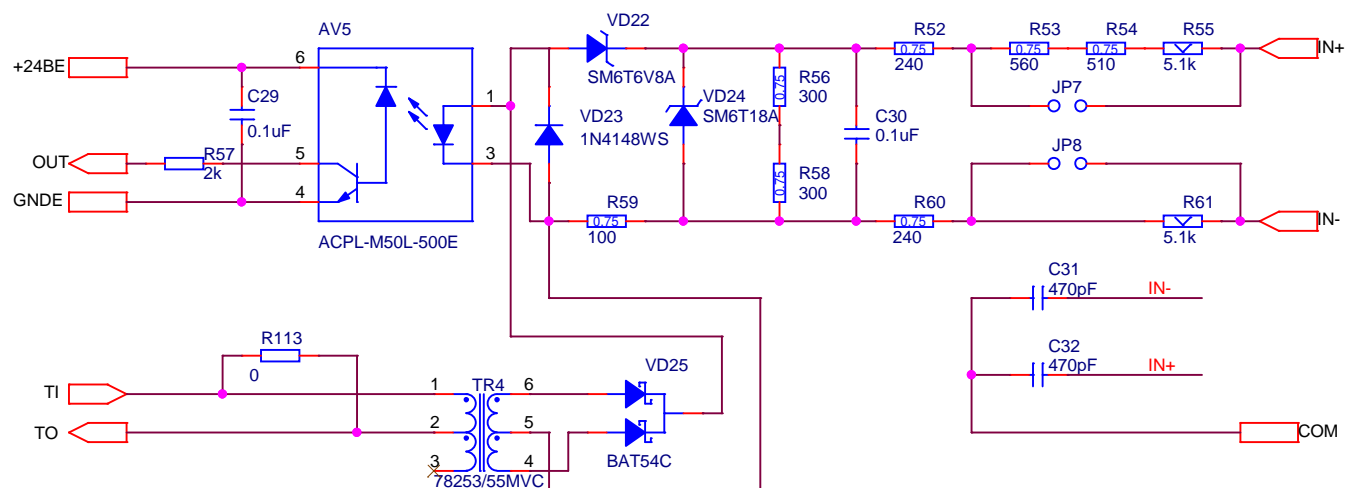 AV5
VD22
R52
R53
R54
R55
+24BE
6
0.75
0.75
0.75
IN+
240
560
510
5.1k
SM6T6V8A
C29
1
R56
0.75
300
JP7
0.1uF
VD24
SM6T18A
C30
0.1uF
VD23
1N4148WS
OUT
R57
2k
5
3
JP8
R58
0.75
300
GNDE
4
R59
R60
R61
0.75
0.75
IN-
100
240
5.1k
ACPL-M50L-500E
C31
470pF
IN-
R113
0
C32
470pF
IN+
VD25
TI
1
TR4
6
TO
2
5
COM
3
4
BAT54C
78253/55MVC